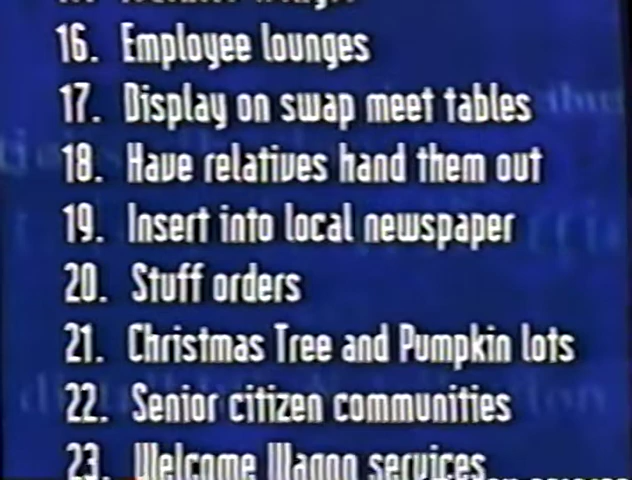 16. Employee lounges
17. Display on swap meet tables
18. Have relatives hand them out
19. Insert into local newspaper
20. Stuff orders
21. Christmas Tree and Pumpkin lots
22. Senior citizen communities
23. Welcome Wagon services